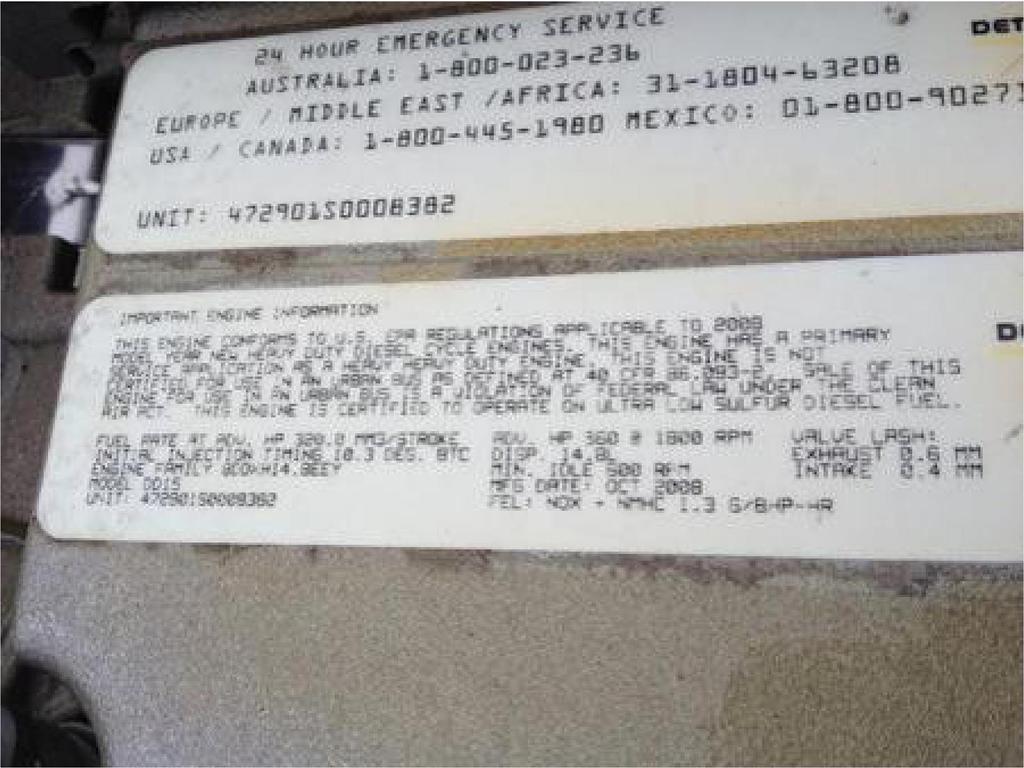 24 HOUR EMERGENCY SERVICE
AUSTRALIA: 1-800-023-236
EUROPE / MIDDLE EAST /AFRICA: 31-1804-63208
USA / CANADA: 1-800-445-1980 MEXICO: 01-800-90271
UNIT: 472901S0008382
DET
IMPORTANT ENGINE INFORMATION
THIS ENGINE CONFORMS TO U.S. CFR REGULATIONS APPLICABLE TO 2009
MODEL YEAR NEW HEAVY DUTY DIESEL CYCLE ENGINES. THIS ENGINE HAS A PRIMARY
SERVICE APPLICATION AS A HEAVY HEAVY DUTY ENGINE. THIS ENGINE IS NOT
CERTIFIED FOR USE IN AN URBAN BUS AS DEFINED AT 40 CFR 86.093-2. SALE OF THIS
ENGINE FOR USE IN AN URBAN BUS IS A VIOLATION OF FEDERAL LAW UNDER THE CLEAN
AIR ACT. THIS ENGINE IS CERTIFIED TO OPERATE ON ULTRA LOW SULFUR DIESEL FUEL.
D
FUEL RATE AT ADV. HP 320.0 MM3/STROKE
INITIAL INJECTION TIMING 10.3 DEG. BTC
ENGINE FAMILY
MODEL DD15
UNIT: 472901S0008382
ADV. HP 560 @ 1800 RPM
DISP. 14.8L
MIN. IDLE 500 RPM
MFG DATE: OCT 2008
FEL: NOX + NMHC 1.3 G/BHP-HR
VALVE LASH:
EXHAUST 0.6 MM
INTAKE 0.4 MM